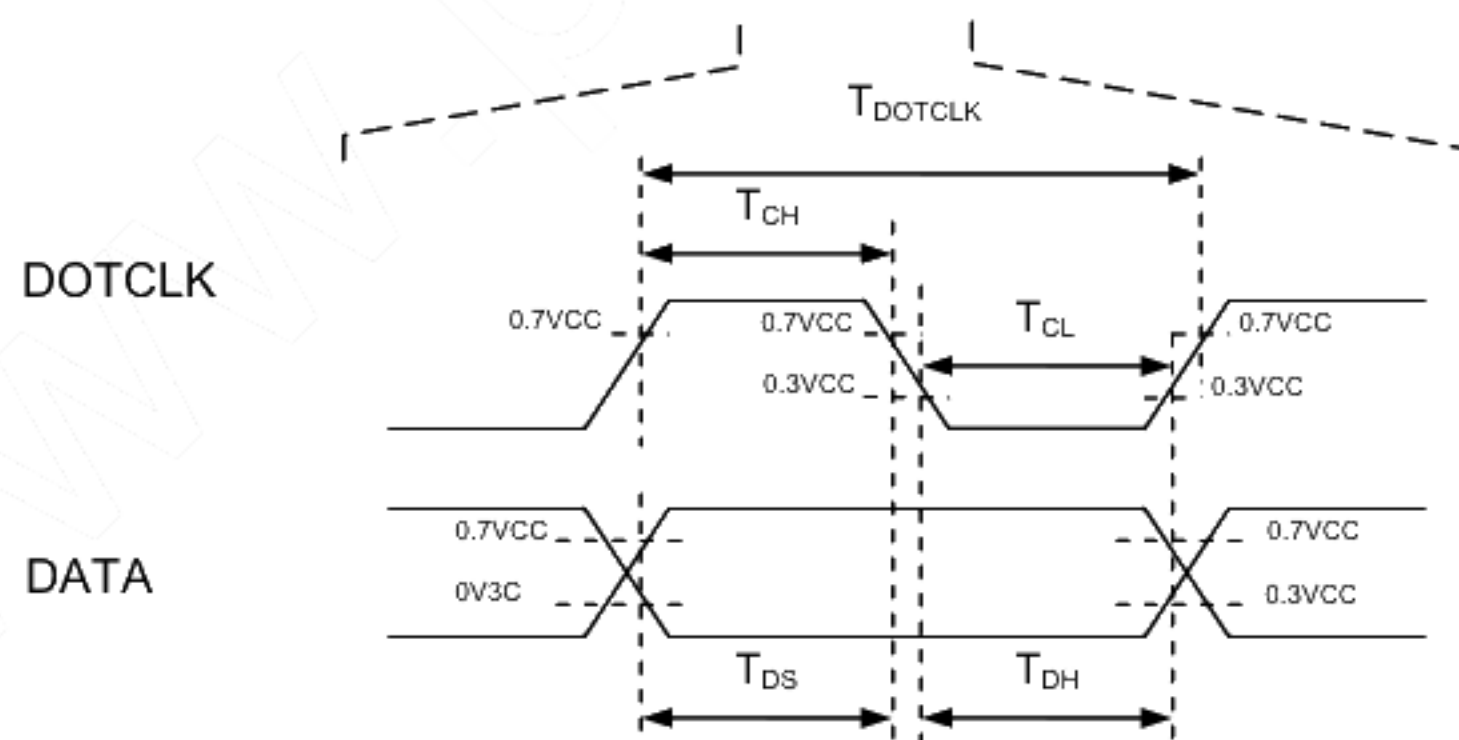 TDOTCLK
TCH
DOTCLK
0.7VCC
0.7VCC
TCL
0.7VCC
0.3VCC
0.3VCC
0.7VCC
0.7VCC
DATA
0V3C
0.3VCC
TDS
TDH